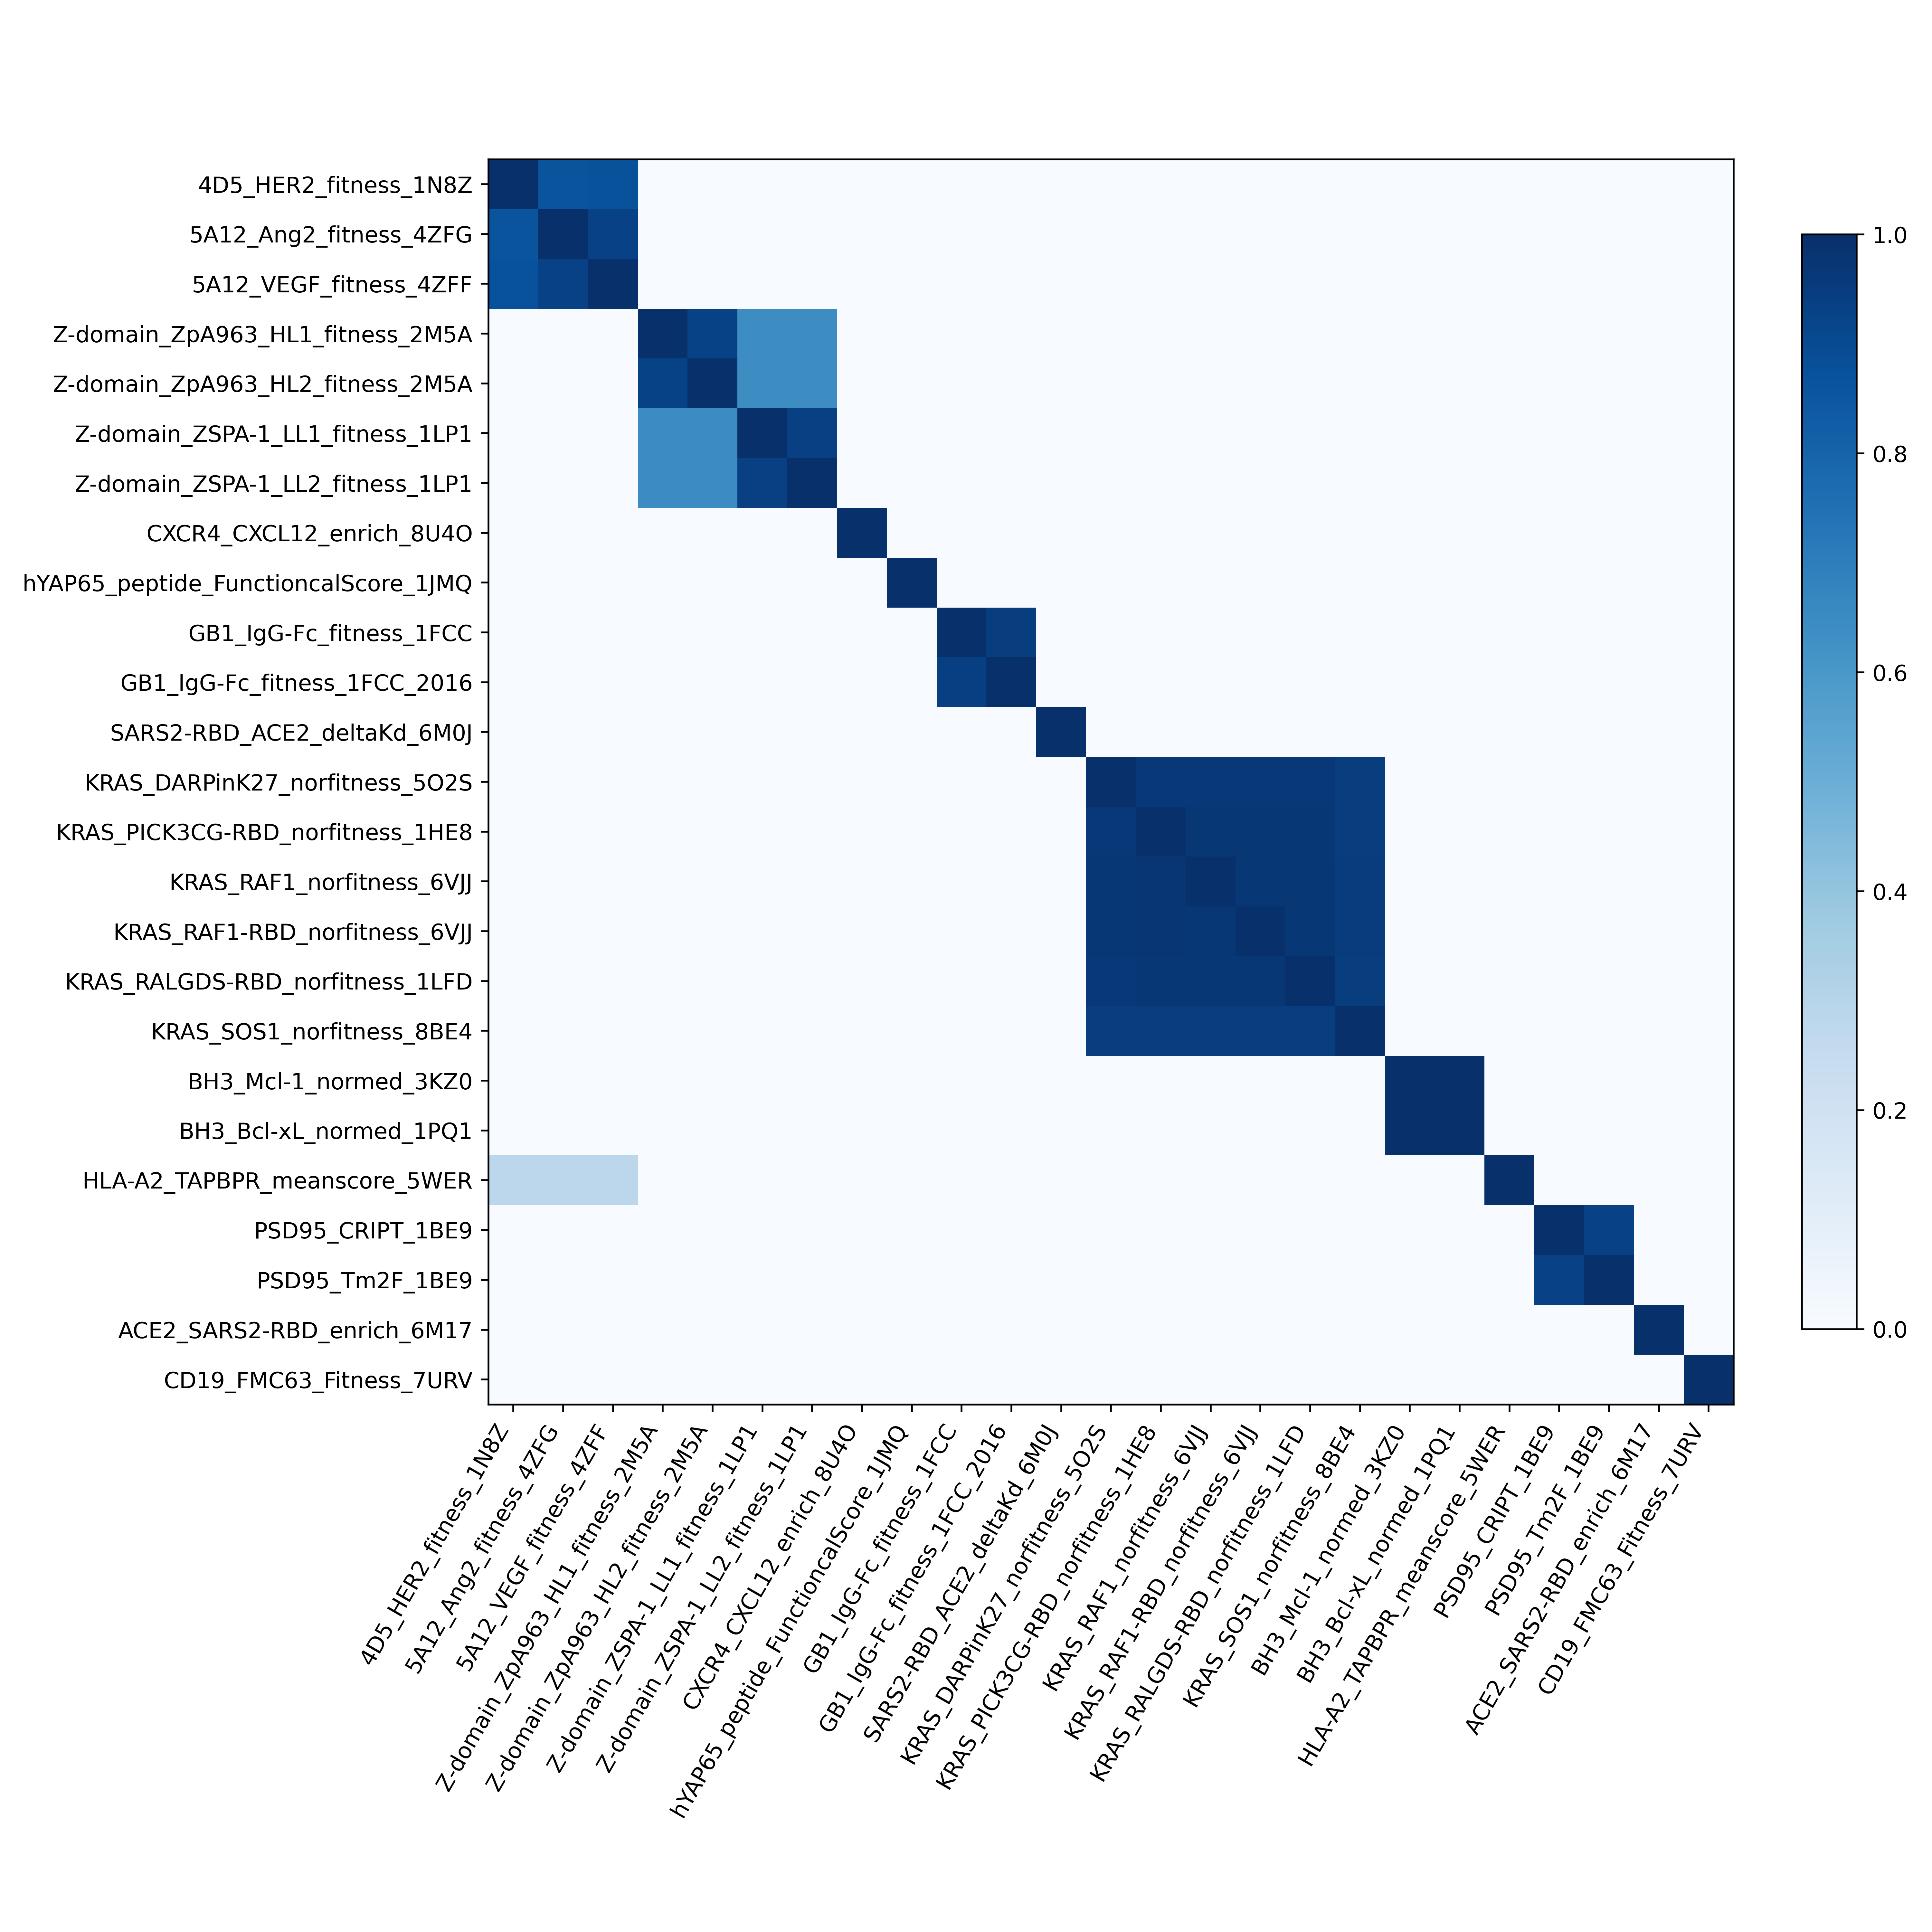 4D5_HER2_fitness_1N8Z
5A12_Ang2_fitness_4ZFG
5A12_VEGF_fitness_4ZFF
Z-domain_ZpA963_HL1_fitness_2M5A
Z-domain_ZpA963_HL2_fitness_2M5A
Z-domain_ZSPA-1_LL1_fitness_1LP1
Z-domain_ZSPA-1_LL2_fitness_1LP1
CXCR4_CXCL12_enrich_8U4O
hYAP65_peptide_FunctioncalScore_1JMQ
GB1_IgG-Fc_fitness_1FCC
GB1_IgG-Fc_fitness_1FCC_2016
SARS2-RBD_ACE2_deltaKd_6M0J
KRAS_DARPinK27_norfitness_5O2S
KRAS_PICK3CG-RBD_norfitness_1HE8
KRAS_RAF1_norfitness_6VJJ
KRAS_RAF1-RBD_norfitness_6VJJ
KRAS_RALGDS-RBD_norfitness_1LFD
KRAS_SOS1_norfitness_8BE4
BH3_Mcl-1_normed_3KZ0
BH3_Bcl-xL_normed_1PQ1
HLA-A2_TAPBPR_meanscore_5WER
PSD95_CRIPT_1BE9
PSD95_Tm2F_1BE9
ACE2_SARS2-RBD_enrich_6M17
CD19_FMC63_Fitness_7URV
4D5_HER2_fitness_1N8Z
5A12_Ang2_fitness_4ZFG
5A12_VEGF_fitness_4ZFF
Z-domain_ZpA963_HL1_fitness_2M5A
Z-domain_ZpA963_HL2_fitness_2M5A
Z-domain_ZSPA-1_LL1_fitness_1LP1
Z-domain_ZSPA-1_LL2_fitness_1LP1
CXCR4_CXCL12_enrich_8U4O
hYAP65_peptide_FunctioncalScore_1JMQ
GB1_IgG-Fc_fitness_1FCC
GB1_IgG-Fc_fitness_1FCC_2016
SARS2-RBD_ACE2_deltaKd_6M0J
KRAS_DARPinK27_norfitness_5O2S
KRAS_PICK3CG-RBD_norfitness_1HE8
KRAS_RAF1_norfitness_6VJJ
KRAS_RAF1-RBD_norfitness_6VJJ
KRAS_RALGDS-RBD_norfitness_1LFD
KRAS_SOS1_norfitness_8BE4
BH3_Mcl-1_normed_3KZ0
BH3_Bcl-xL_normed_1PQ1
HLA-A2_TAPBPR_meanscore_5WER
PSD95_CRIPT_1BE9
PSD95_Tm2F_1BE9
ACE2_SARS2-RBD_enrich_6M17
CD19_FMC63_Fitness_7URV
1.0
0.8
0.6
0.4
0.2
0.0